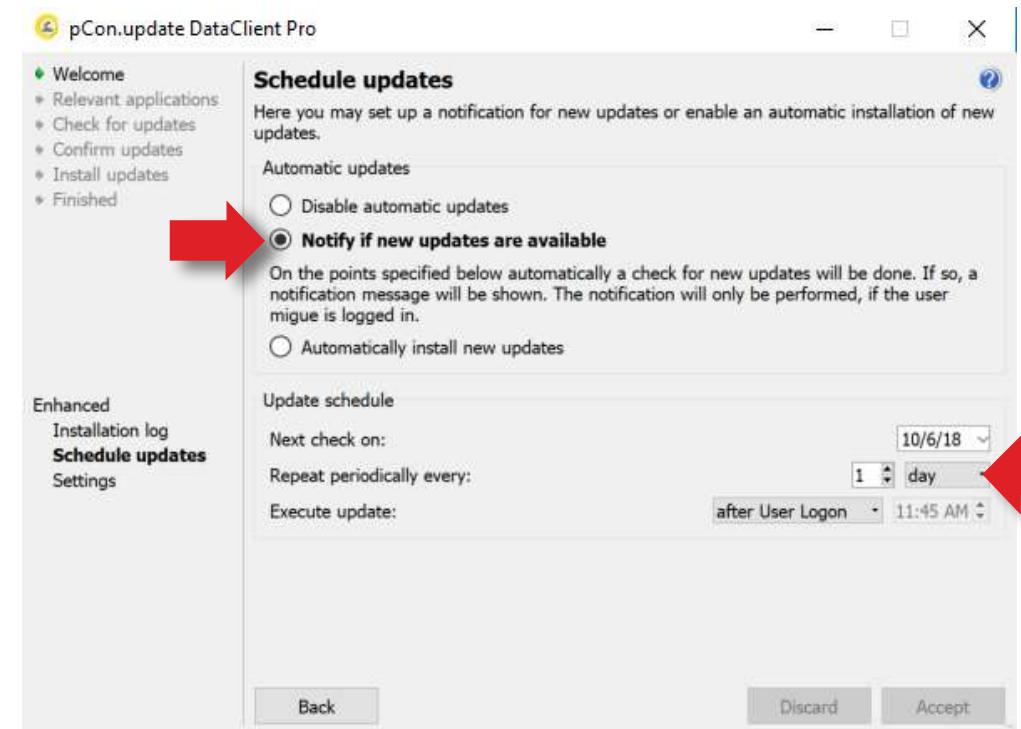 pCon.update DataClient Pro
Welcome
Relevant applications
Check for updates
Confirm updates
Install updates
Finished
Enhanced
Installation log
Schedule updates
Settings
Schedule updates
Here you may set up a notification for new updates or enable an automatic installation of new
updates.
Automatic updates
Disable automatic updates
Notify if new updates are available
On the points specified below automatically a check for new updates will be done. If so, a
notification message will be shown. The notification will only be performed, if the user
migue is logged in.
Automatically install new updates
Update schedule
Next check on: 10/6/18
Repeat periodically every: 1 day
Execute update: after User Logon 11:45 AM
Back Discard Accept